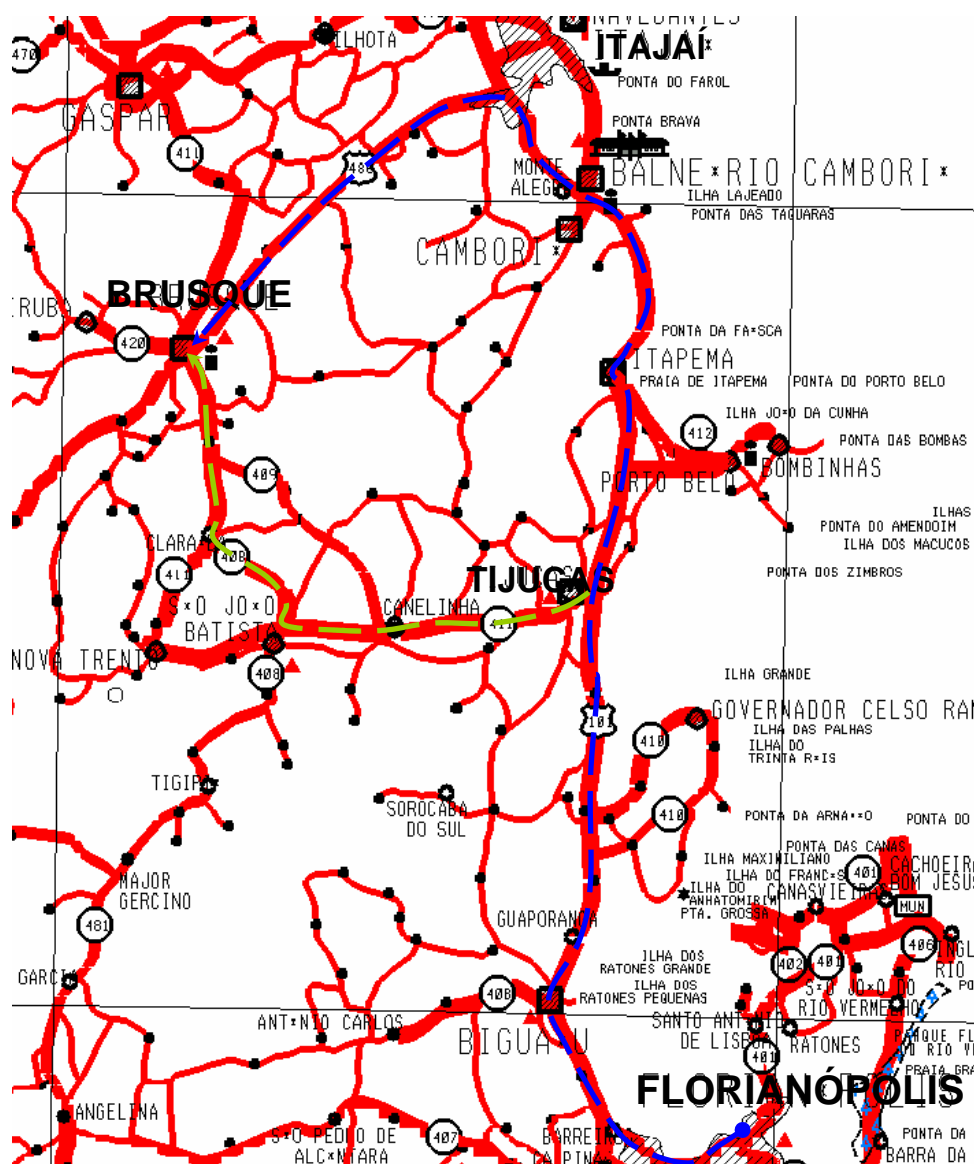 NAVEGANTES
ITAJAÍ
ILHOTA
470
PONTA DO FAROL
GASPAR
PONTA BRAVA
411
486
MONTE
ALEG
BALNE*RIO CAMBORI*
ILHA LAJEADO
PONTA DAS TAQUARAS
CAMBORI*
BRUSQUE
IRUBA
420
PONTA DA FA*SCA
ITAPEMA
PRAIA DE ITAPEMA
PONTA DO PORTO BELO
ILHA JO*O DA CUNHA
412
PONTA DAS BOMBAS
BOMBINHAS
PORTO BELO
409
ILHAS
PONTA DO AMENDOIM
ILHA DOS MACUCOS
CLARA
408
411
TIJUCAS
PONTA DOS ZIMBROS
S*O JO*O
BATISTA
CANELINHA
411
NOVA TRENTO
408
ILHA GRANDE
101
GOVERNADOR CELSO RAM
ILHA DAS PALHAS
410
ILHA DO
TRINTA R*IS
TIGIP*
SOROCABA
DO SUL
410
PONTA DA ARMA**O
PONTA DO
PONTA DAS CANAS
MAJOR
GERCINO
ILHA MAXIMILIANO
ILHA DO FRANC*S
401
CACHOEIRA
BOM JESUS
ILHA DO
ANHATOMIRIM
CANASVIEIRAS
MUN
PTA. GROSSA
GUAPORANGA
481
406
INGL
RIO
ILHA DOS
RATONES GRANDE
402
401
GARCIA
ILHA DOS
RATONES PEQUENAS
408
S*O JO*O DO
RIO VERMELHO
ANT*NIO CARLOS
BIGUA*U
SANTO ANT*NIO
DE LISBOA
RATONES
PARQUE FL
DO RIO VE
401
PRAIA GRA
FLORIANÓPOLIS
ANGELINA
S*O PEDRO DE
ALC*NTARA
407
BARREIR
CAMPINAS
PONTA DA
BARRA DA